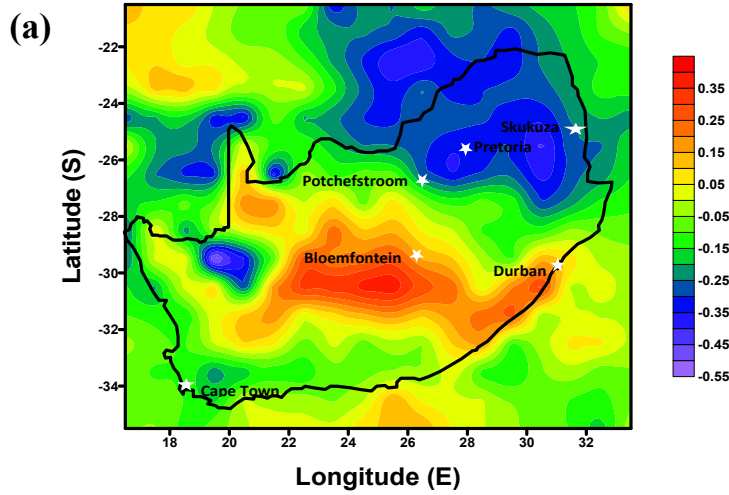 (a)
-22
-24
-26
-28
-30
-32
-34
Latitude (S)
Skukuza
Pretoria
Potchefstroom
Bloemfontein
Durban
Cape Town
18
20
22
24
26
28
30
32
Longitude (E)
0.35
0.25
0.15
0.05
-0.05
-0.15
-0.25
-0.35
-0.45
-0.55